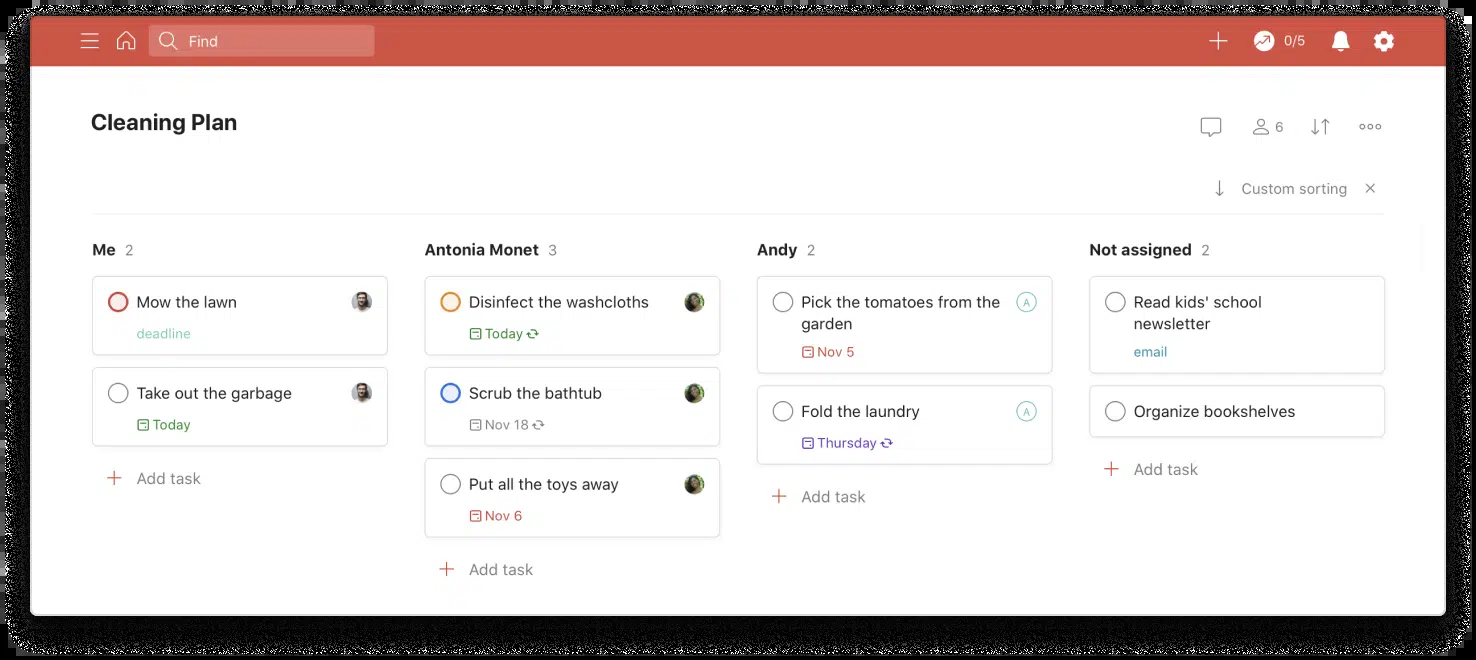 Find
0/5
Cleaning Plan
6
Custom sorting
Me 2
Mow the lawn
deadline
Take out the garbage
Today
Add task
Antonia Monet 3
Disinfect the washcloths
Today
Scrub the bathtub
Nov 18
Put all the toys away
Nov 6
Add task
Andy 2
Pick the tomatoes from the
garden
A
Nov 5
Fold the laundry
A
Thursday
Add task
Not assigned 2
Read kids' school
newsletter
email
Organize bookshelves
Add task